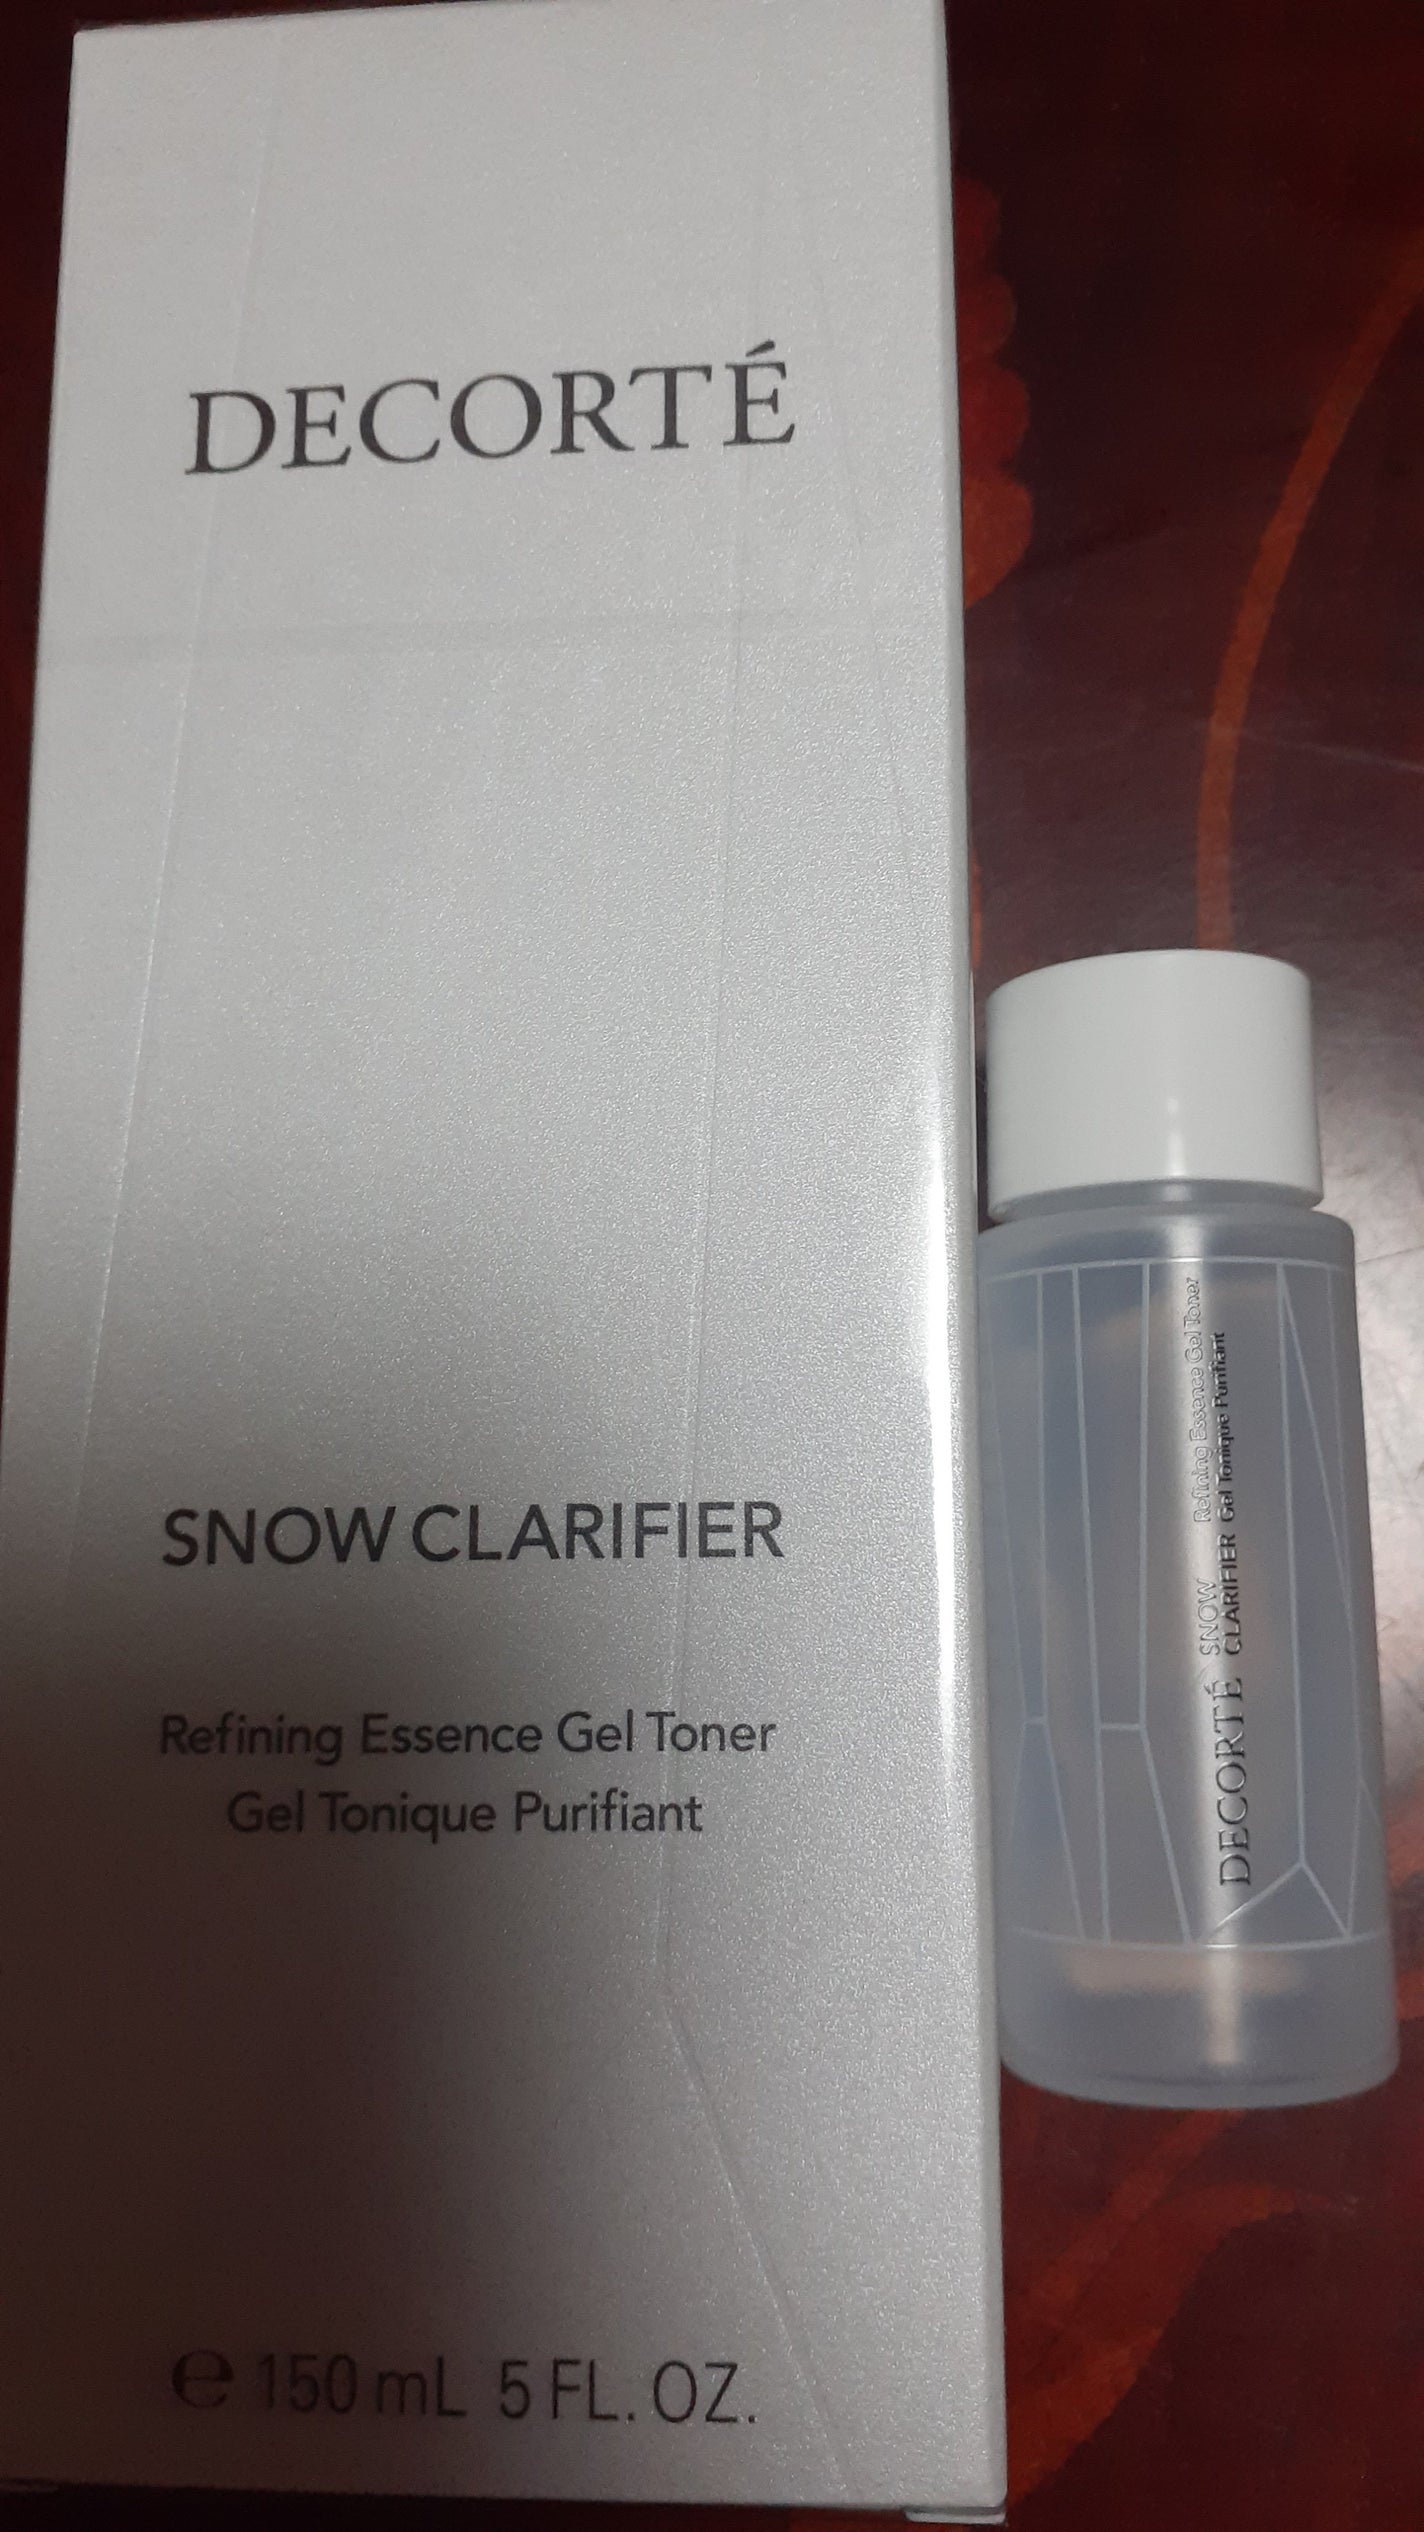 DECORTÉ
SNOW CLARIFIER
Refining Essence Gel Toner
Gel Tonique Purifiant
℮ 150 mL 5 FL. OZ.
DECORTÉ
SNOW
CLARIFIER
Refining Essence Gel Toner
Gel Tonique Purifiant